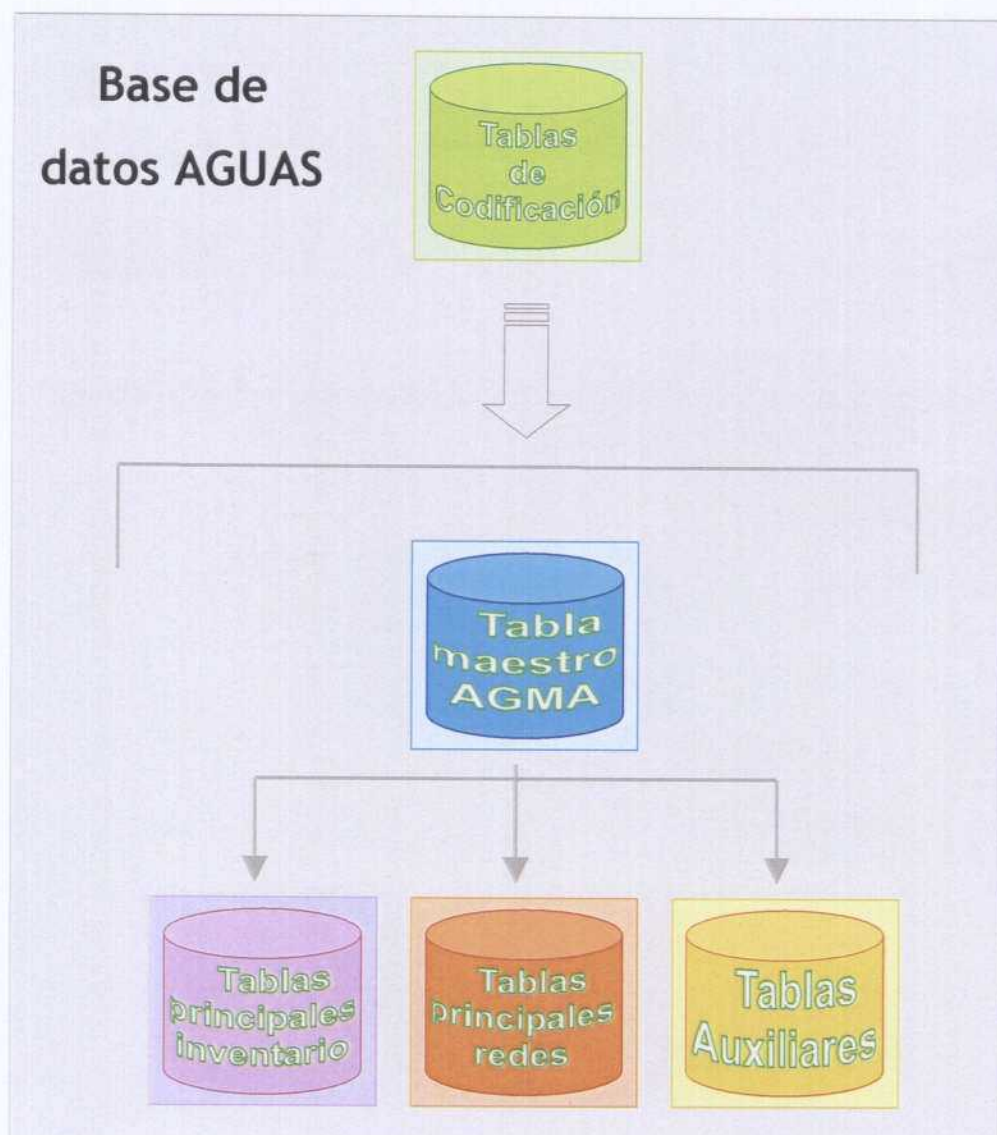 Base de
datos AGUAS
Tablas
de
Codificación
Tabla
maestro
AGMA
Tablas
principales
inventario
Tablas
principales
redes
Tablas
Auxiliares